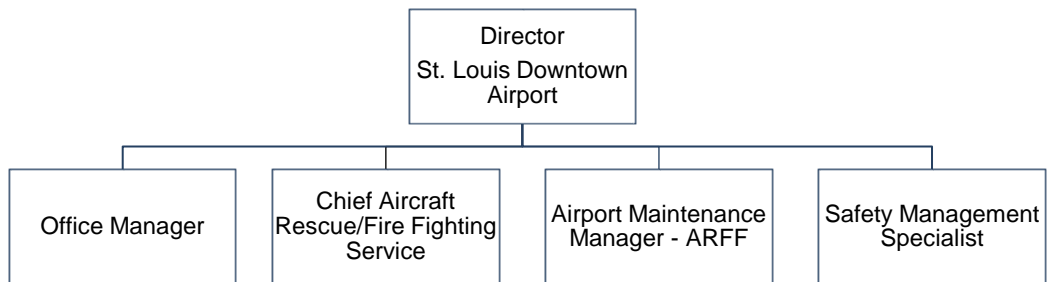 Director
St. Louis Downtown
Airport
Office Manager
Chief Aircraft
Rescue/Fire Fighting
Service
Airport Maintenance
Manager - ARFF
Safety Management
Specialist